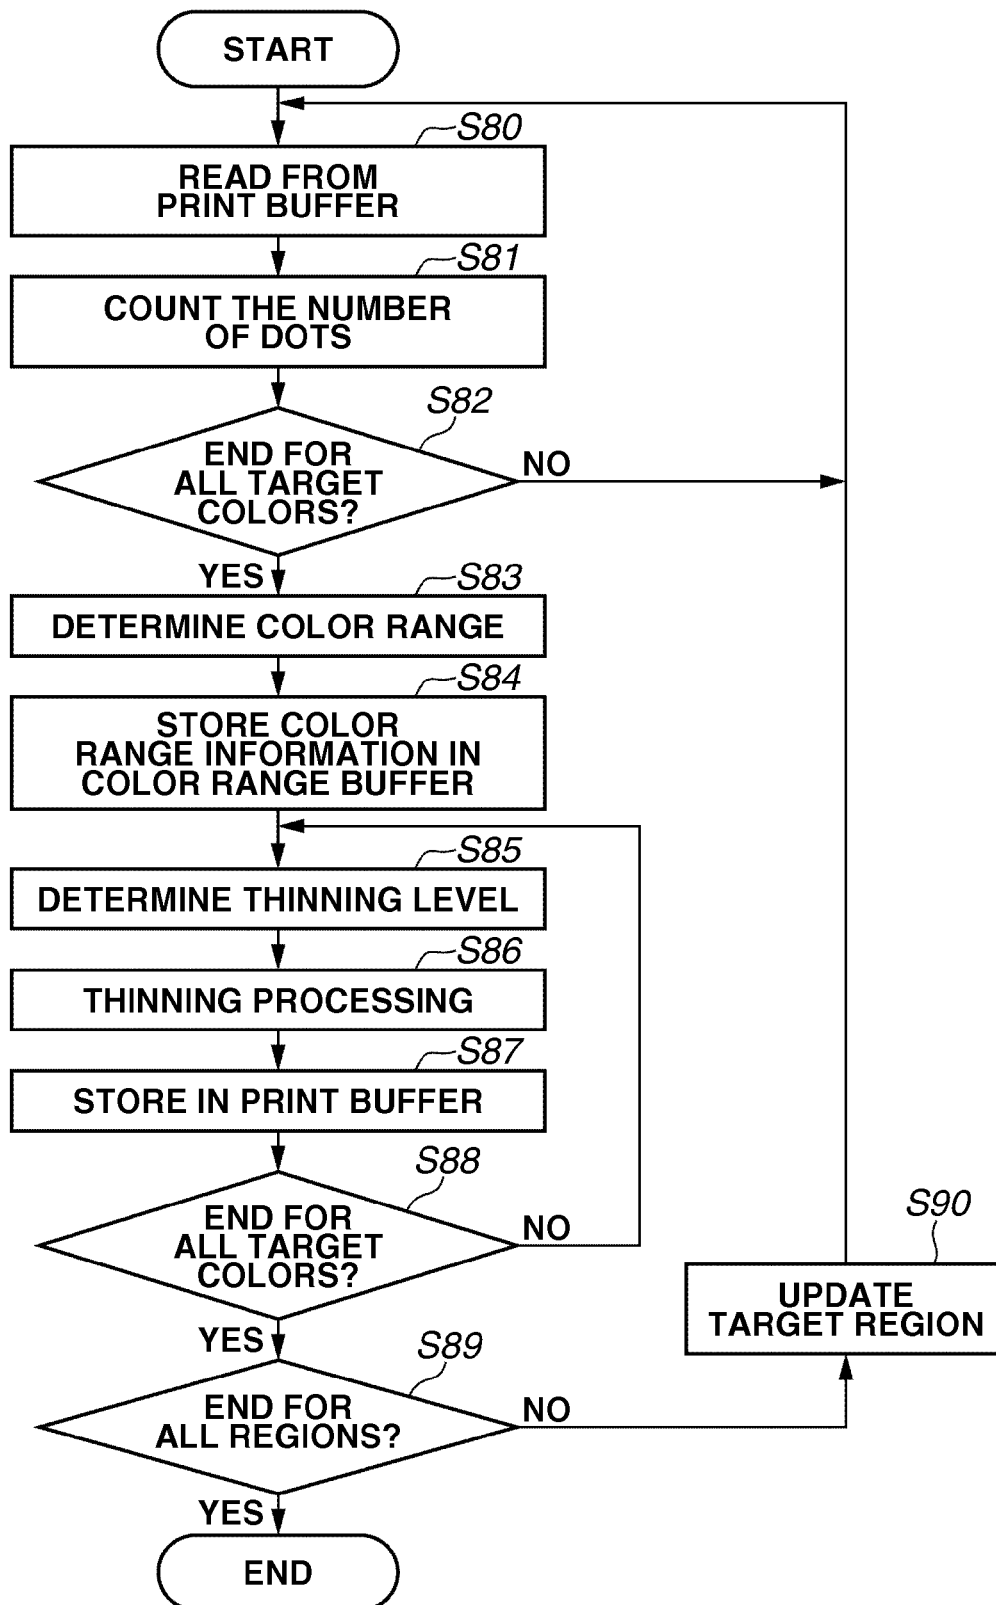 START
S80
READ FROM
PRINT BUFFER
S81
COUNT THE NUMBER
OF DOTS
S82
END FOR
ALL TARGET
COLORS?
NO
YES
S83
DETERMINE COLOR RANGE
S84
STORE COLOR
RANGE INFORMATION IN
COLOR RANGE BUFFER
S85
DETERMINE THINNING LEVEL
S86
THINNING PROCESSING
S87
STORE IN PRINT BUFFER
S88
END FOR
ALL TARGET
COLORS?
NO
YES
S89
END FOR
ALL REGIONS?
NO
S90
UPDATE
TARGET REGION
YES
END